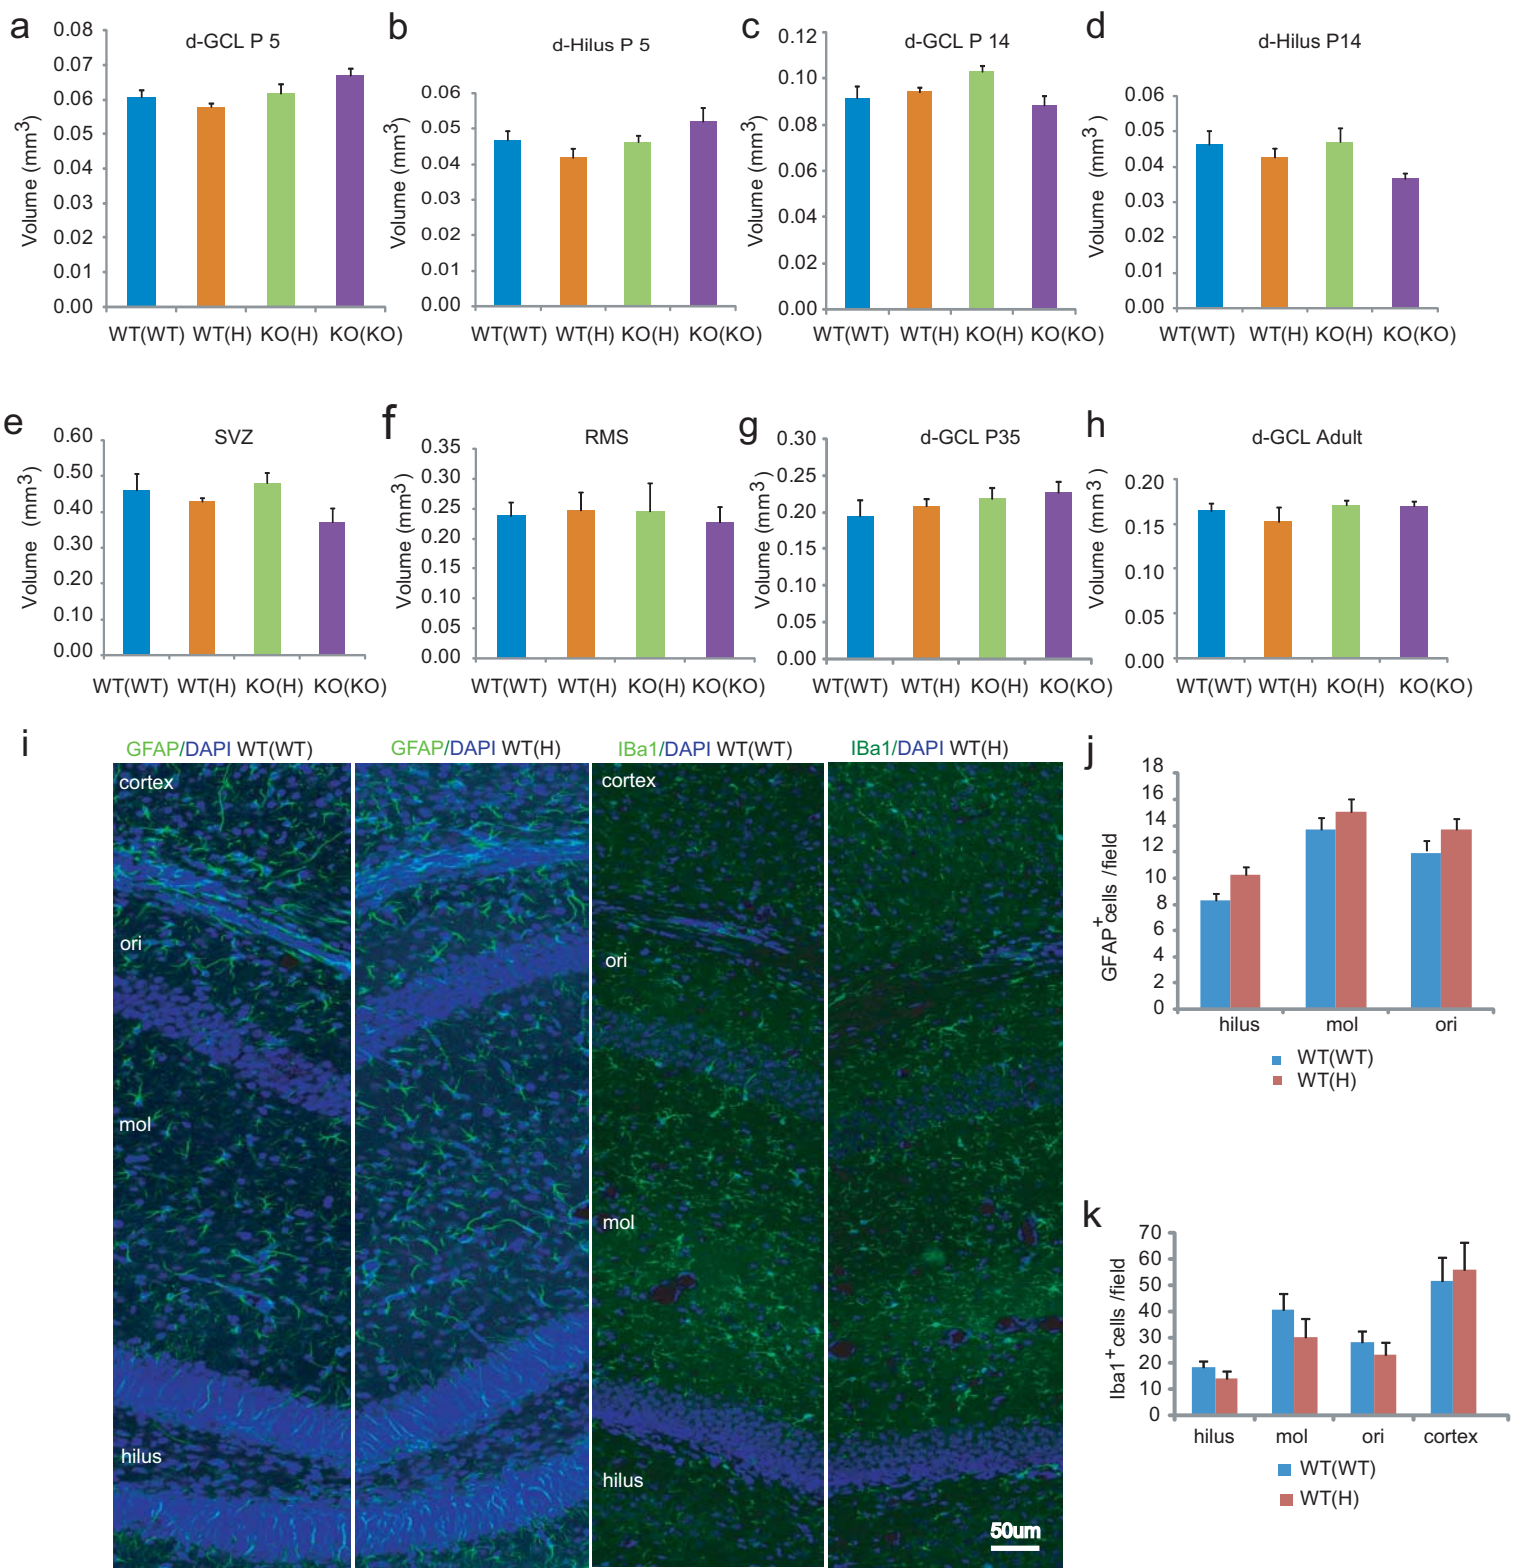 a
d-GCL P 5
Volume (mm3)
0.08
0.07
0.06
0.05
0.04
0.03
0.02
0.01
0.00
WT(WT) WT(H) KO(H) KO(KO)
b
d-Hilus P 5
Volume (mm3)
0.06
0.05
0.04
0.03
0.02
0.01
0.00
WT(WT) WT(H) KO(H) KO(KO)
c
d-GCL P 14
Volume (mm3)
0.12
0.10
0.08
0.06
0.04
0.02
0.00
WT(WT) WT(H) KO(H) KO(KO)
d
d-Hilus P14
Volume (mm3)
0.06
0.05
0.04
0.03
0.02
0.01
0.00
WT(WT) WT(H) KO(H) KO(KO)
e
SVZ
Volume (mm3)
0.60
0.50
0.40
0.30
0.20
0.10
0.00
WT(WT) WT(H) KO(H) KO(KO)
f
RMS
Volume (mm3)
0.35
0.30
0.25
0.20
0.15
0.10
0.05
0.00
WT(WT) WT(H) KO(H) KO(KO)
g
d-GCL P35
Volume (mm3)
0.30
0.25
0.20
0.15
0.10
0.05
0.00
WT(WT) WT(H) KO(H) KO(KO)
h
d-GCL Adult
Volume (mm3)
0.20
0.15
0.10
0.05
0.00
WT(WT) WT(H) KO(H) KO(KO)
i
GFAP/DAPI WT(WT)
GFAP/DAPI WT(H)
IBa1/DAPI WT(WT)
IBa1/DAPI WT(H)
cortex
ori
mol
hilus
cortex
ori
mol
hilus
50um
j
GFAP+cells /field
18
16
14
12
10
8
6
4
2
0
hilus mol ori
WT(WT)
WT(H)
k
Iba1+cells /field
70
60
50
40
30
20
10
0
hilus mol ori cortex
WT(WT)
WT(H)